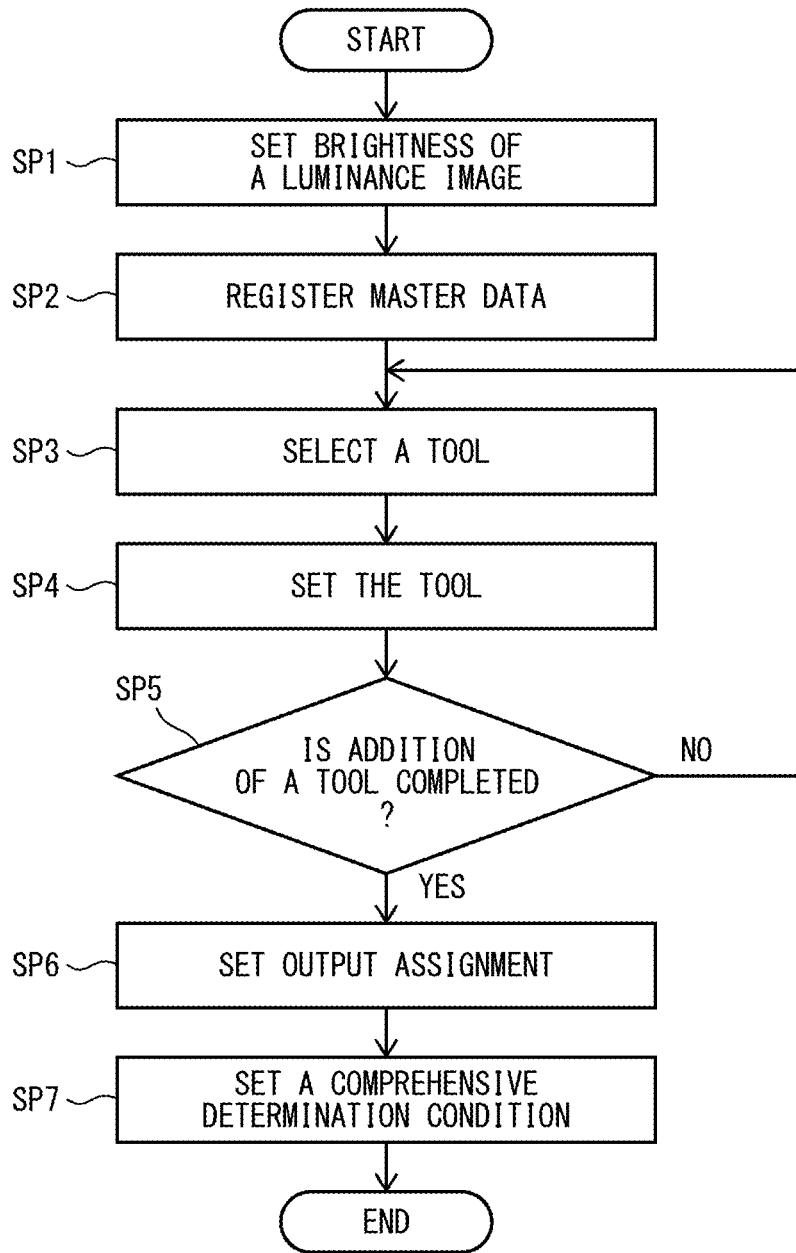 START
SP1
SET BRIGHTNESS OF
A LUMINANCE IMAGE
SP2
REGISTER MASTER DATA
SP3
SELECT A TOOL
SP4
SET THE TOOL
SP5
IS ADDITION
OF A TOOL COMPLETED
?
NO
YES
SP6
SET OUTPUT ASSIGNMENT
SP7
SET A COMPREHENSIVE
DETERMINATION CONDITION
END